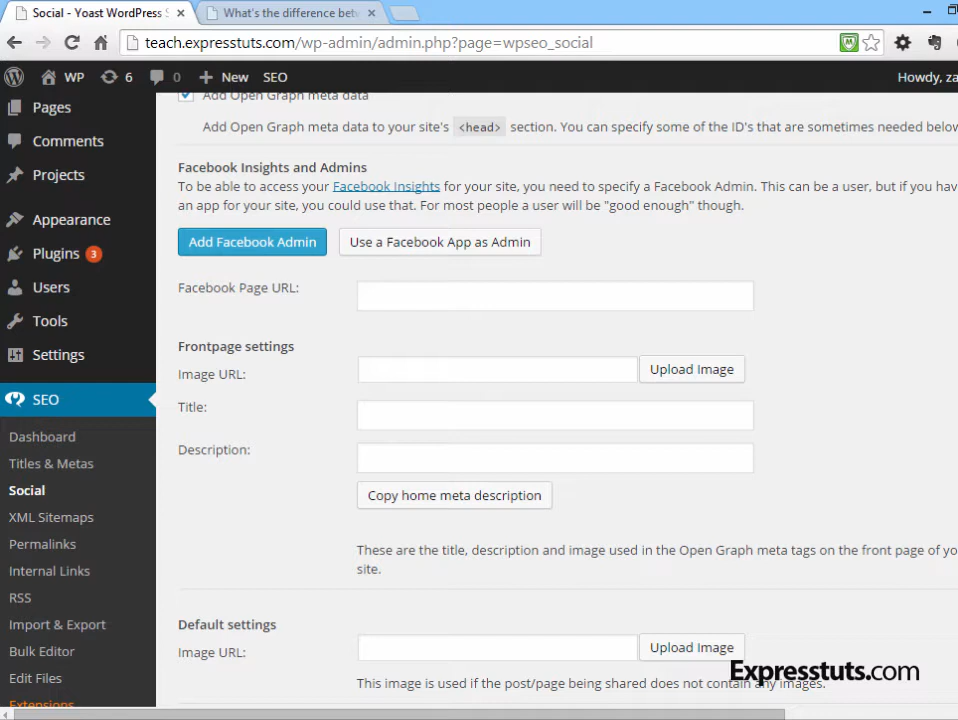 Social - Yoast WordPress S
What's the difference betw
teach.expresstuts.com/wp-admin/admin.php?page=wpseo_social
WP 6 0 New SEO Howdy, za
Pages
Comments
Projects
Appearance
Plugins 3
Users
Tools
Settings
SEO
Dashboard
Titles & Metas
Social
XML Sitemaps
Permalinks
Internal Links
RSS
Import & Export
Bulk Editor
Edit Files
Extensions
Add Open Graph meta data
Add Open Graph meta data to your site's <head> section. You can specify some of the ID's that are sometimes needed below
Facebook Insights and Admins
To be able to access your Facebook Insights for your site, you need to specify a Facebook Admin. This can be a user, but if you hav
an app for your site, you could use that. For most people a user will be "good enough" though.
Add Facebook Admin
Use a Facebook App as Admin
Facebook Page URL:
Frontpage settings
Image URL:
Upload Image
Title:
Description:
Copy home meta description
These are the title, description and image used in the Open Graph meta tags on the front page of yo
site.
Default settings
Image URL:
Upload Image
This image is used if the post/page being shared does not contain any images.
Expresstuts.com